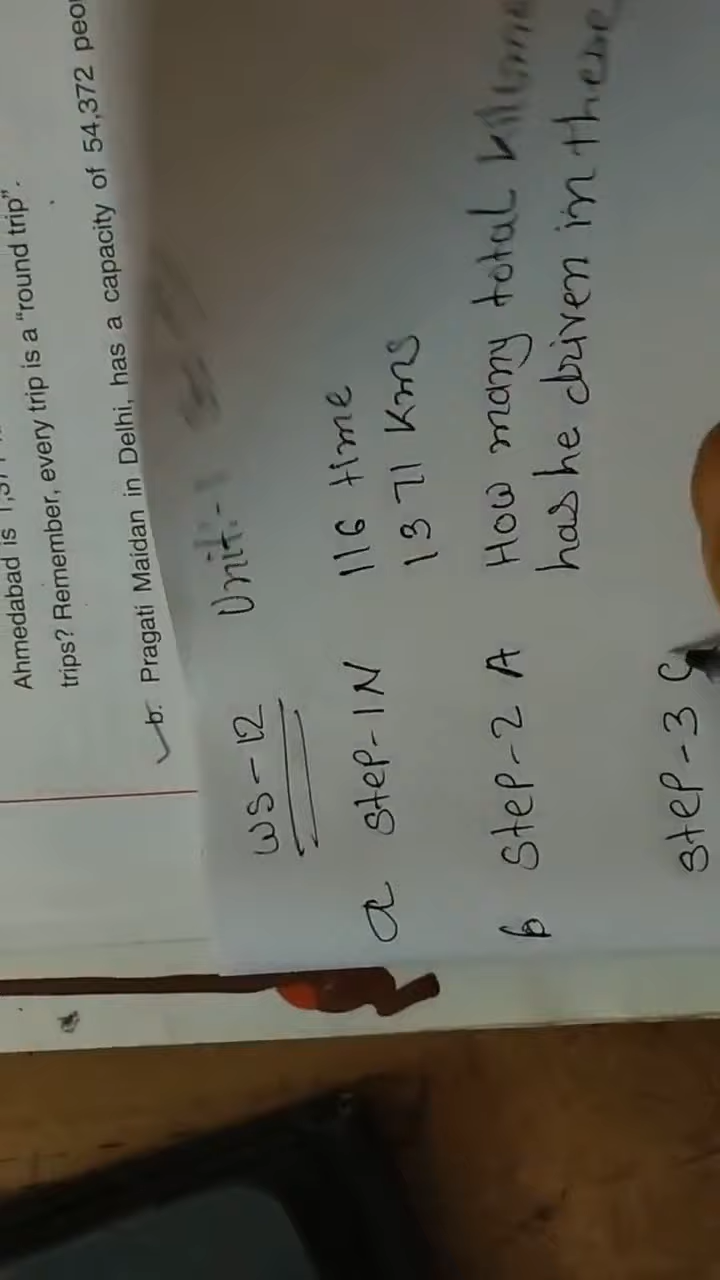 Ahmedabad is 1,37
trips? Remember, every trip is a "round trip".
b. Pragati Maidan in Delhi, has a capacity of 54,372
WS-12 Unit:-1
a Step-1 N 116 time
1371 Kms
b Step-2 A How many total
has he driven in these
Step-3